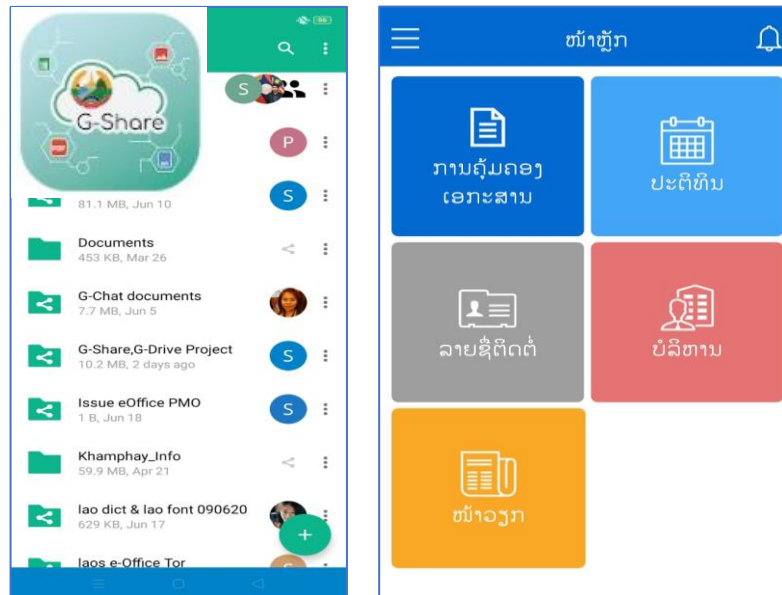 96
G-Share
S
P
S
81.1 MB, Jun 10
Documents
453 KB, Mar 26
G-Chat documents
7.7 MB, Jun 5
G-Share,G-Drive Project
10.2 MB, 2 days ago
S
Issue eOffice PMO
1 B, Jun 18
S
Khamphay_Info
59.9 MB, Apr 21
lao dict & lao font 090620
629 KB, Jun 17
+
laos e-Office Tor
ໜ້າຫຼັກ
ການຄຸ້ມຄອງ
ເອກະສານ
ປະຕິທິນ
ລາຍຊື່ຕິດຕໍ່
ບໍລິຫານ
ໜ້າວຽກ